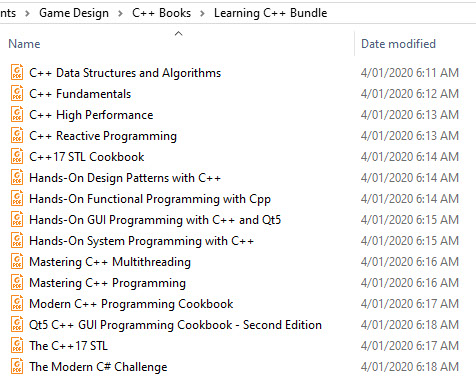 nts > Game Design > C++ Books > Learning C++ Bundle
Name Date modified
C++ Data Structures and Algorithms 4/01/2020 6:11 AM
C++ Fundamentals 4/01/2020 6:12 AM
C++ High Performance 4/01/2020 6:13 AM
C++ Reactive Programming 4/01/2020 6:13 AM
C++17 STL Cookbook 4/01/2020 6:14 AM
Hands-On Design Patterns with C++ 4/01/2020 6:14 AM
Hands-On Functional Programming with Cpp 4/01/2020 6:14 AM
Hands-On GUI Programming with C++ and Qt5 4/01/2020 6:15 AM
Hands-On System Programming with C++ 4/01/2020 6:15 AM
Mastering C++ Multithreading 4/01/2020 6:16 AM
Mastering C++ Programming 4/01/2020 6:16 AM
Modern C++ Programming Cookbook 4/01/2020 6:17 AM
Qt5 C++ GUI Programming Cookbook - Second Edition 4/01/2020 6:18 AM
The C++17 STL 4/01/2020 6:17 AM
The Modern C# Challenge 4/01/2020 6:18 AM